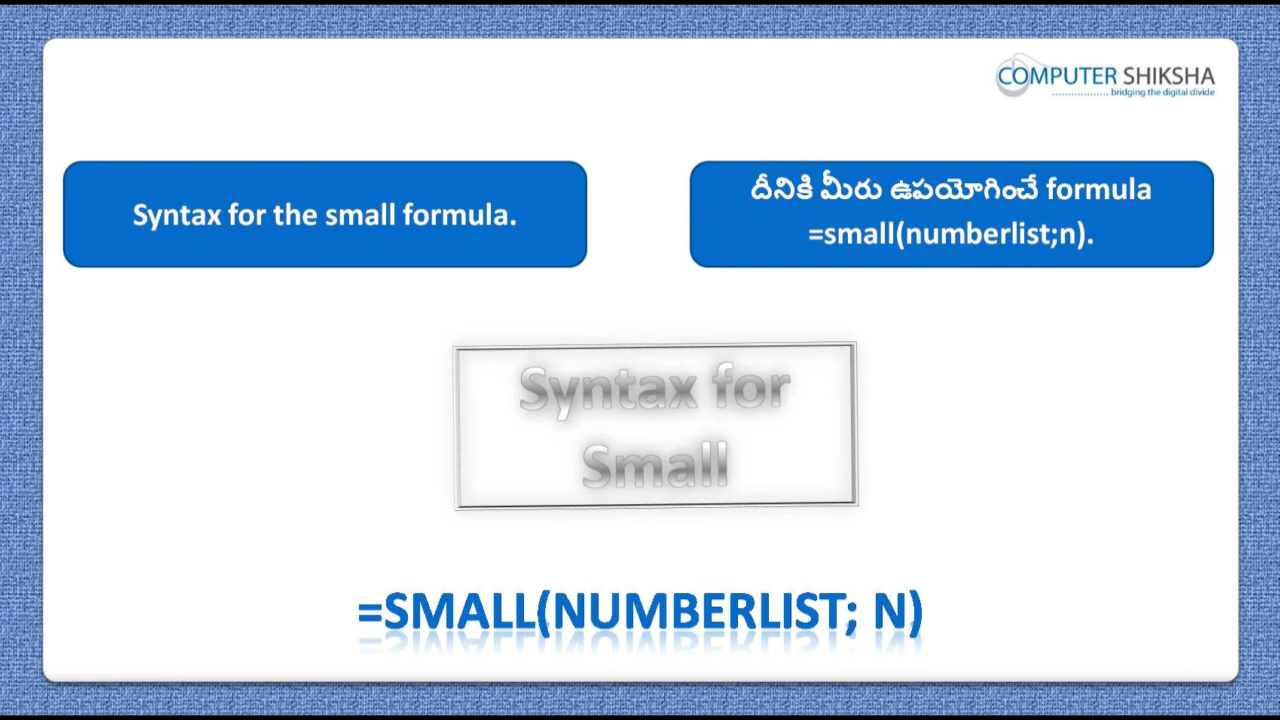 COMPUTER SHIKSHA
bridging the digital divide
Syntax for the small formula.
దీనికి మీరు ఉపయోగించే formula
=small(numberlist;n).
Syntax for
Small
=SMALL(NUMBERLIST; N)